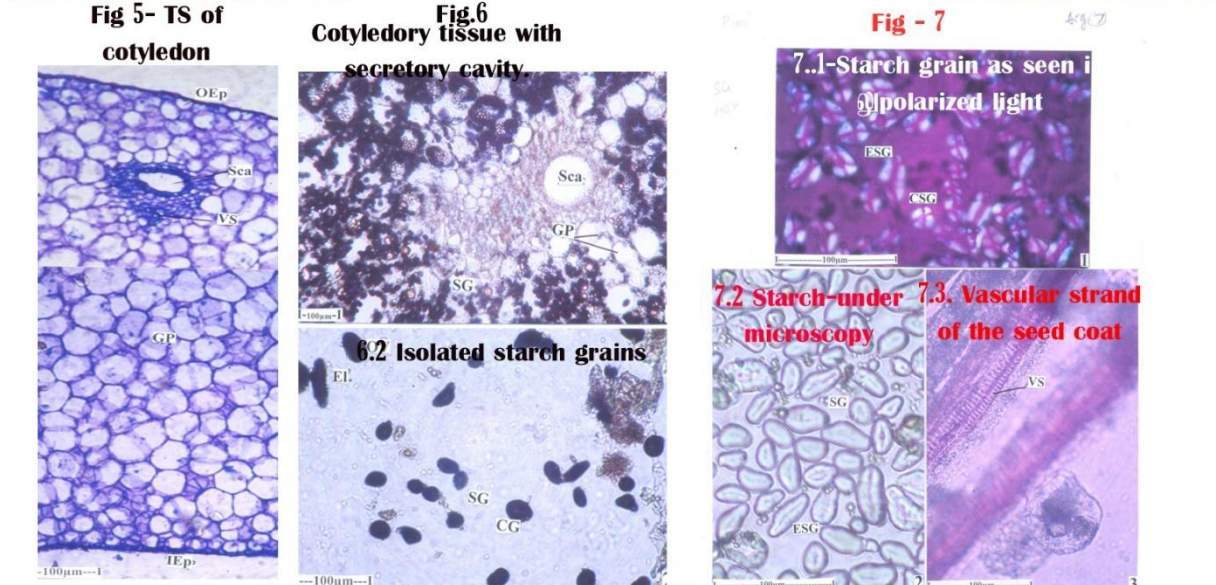 Fig 5- TS of
cotyledon
OEp
Sca
VS
GP
IEp
-100µm---I
Fig.6
Cotyledory tissue with
secretory cavity.
Sca
GP
SG
I-100µm-I
6.2 Isolated starch grains
El.
SG
CG
---100µm---I
Fig - 7
7..1-Starch grain as seen i
polarized light
ESG
CSG
I--------------100µm-----------I
1
7.2 Starch-under
microscopy
SG
ESG
100µm
2
7.3. Vascular strand
of the seed coat
VS
100µm
3